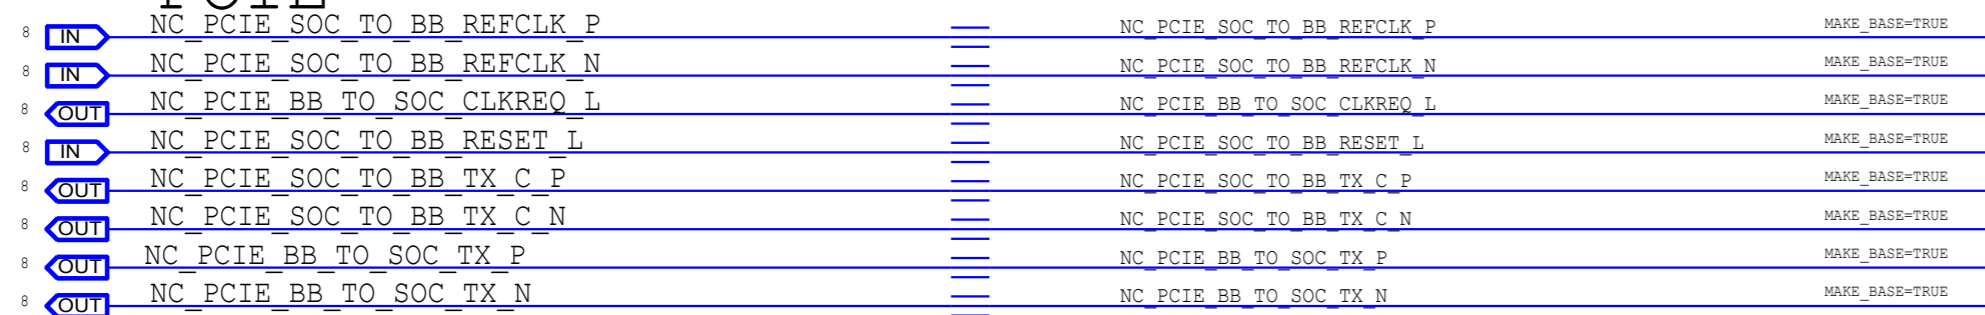 PCIE
8 IN NC_PCIE_SOC_TO_BB_REFCLK_P NC_PCIE_SOC_TO_BB_REFCLK_P MAKE_BASE=TRUE
8 IN NC_PCIE_SOC_TO_BB_REFCLK_N NC_PCIE_SOC_TO_BB_REFCLK_N MAKE_BASE=TRUE
8 OUT NC_PCIE_BB_TO_SOC_CLKREQ_L NC_PCIE_BB_TO_SOC_CLKREQ_L MAKE_BASE=TRUE
8 IN NC_PCIE_SOC_TO_BB_RESET_L NC_PCIE_SOC_TO_BB_RESET_L MAKE_BASE=TRUE
8 OUT NC_PCIE_SOC_TO_BB_TX_C_P NC_PCIE_SOC_TO_BB_TX_C_P MAKE_BASE=TRUE
8 OUT NC_PCIE_SOC_TO_BB_TX_C_N NC_PCIE_SOC_TO_BB_TX_C_N MAKE_BASE=TRUE
8 OUT NC_PCIE_BB_TO_SOC_TX_P NC_PCIE_BB_TO_SOC_TX_P MAKE_BASE=TRUE
8 OUT NC_PCIE_BB_TO_SOC_TX_N NC_PCIE_BB_TO_SOC_TX_N MAKE_BASE=TRUE